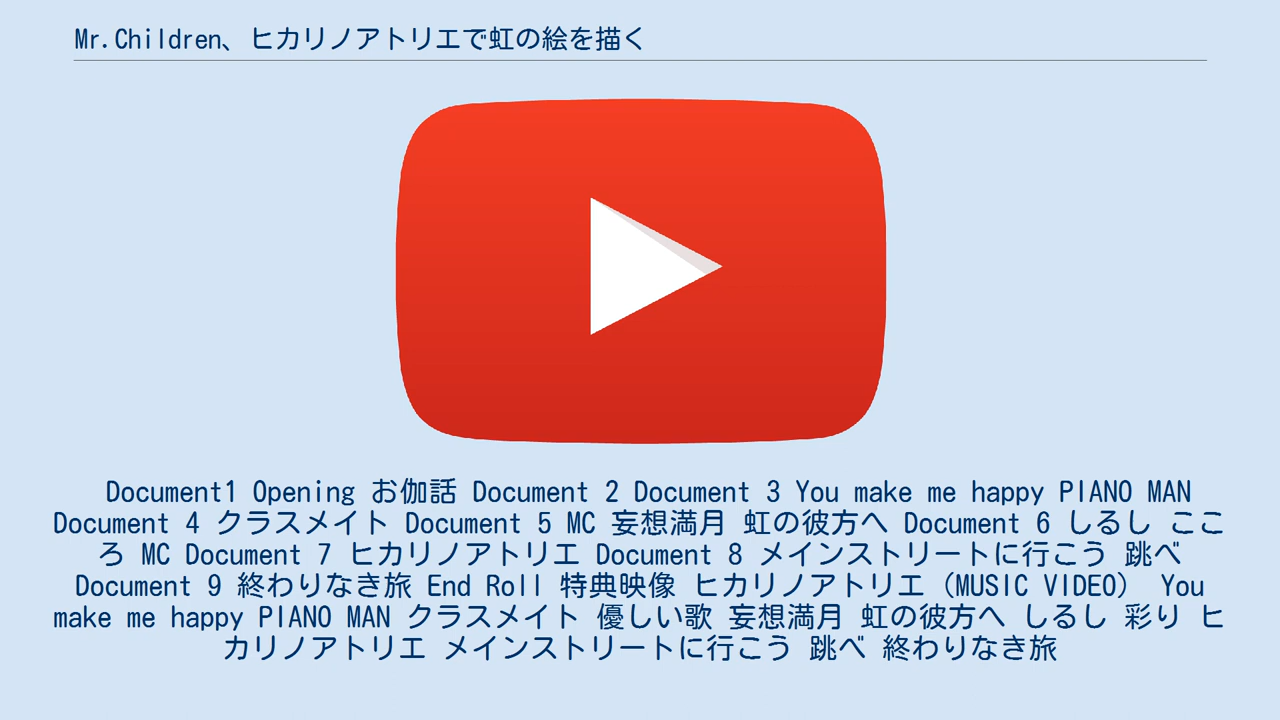 Mr.Children、ヒカリノアトリエで虹の絵を描く
Document1 Opening お伽話 Document 2 Document 3 You make me happy PIANO MAN
Document 4 クラスメイト Document 5 MC 妄想満月 虹の彼方へ Document 6 しるし ここ
ろ MC Document 7 ヒカリノアトリエ Document 8 メインストリートに行こう 跳べ
Document 9 終わりなき旅 End Roll 特典映像 ヒカリノアトリエ (MUSIC VIDEO) You
make me happy PIANO MAN クラスメイト 優しい歌 妄想満月 虹の彼方へ しるし 彩り ヒ
カリノアトリエ メインストリートに行こう 跳べ 終わりなき旅